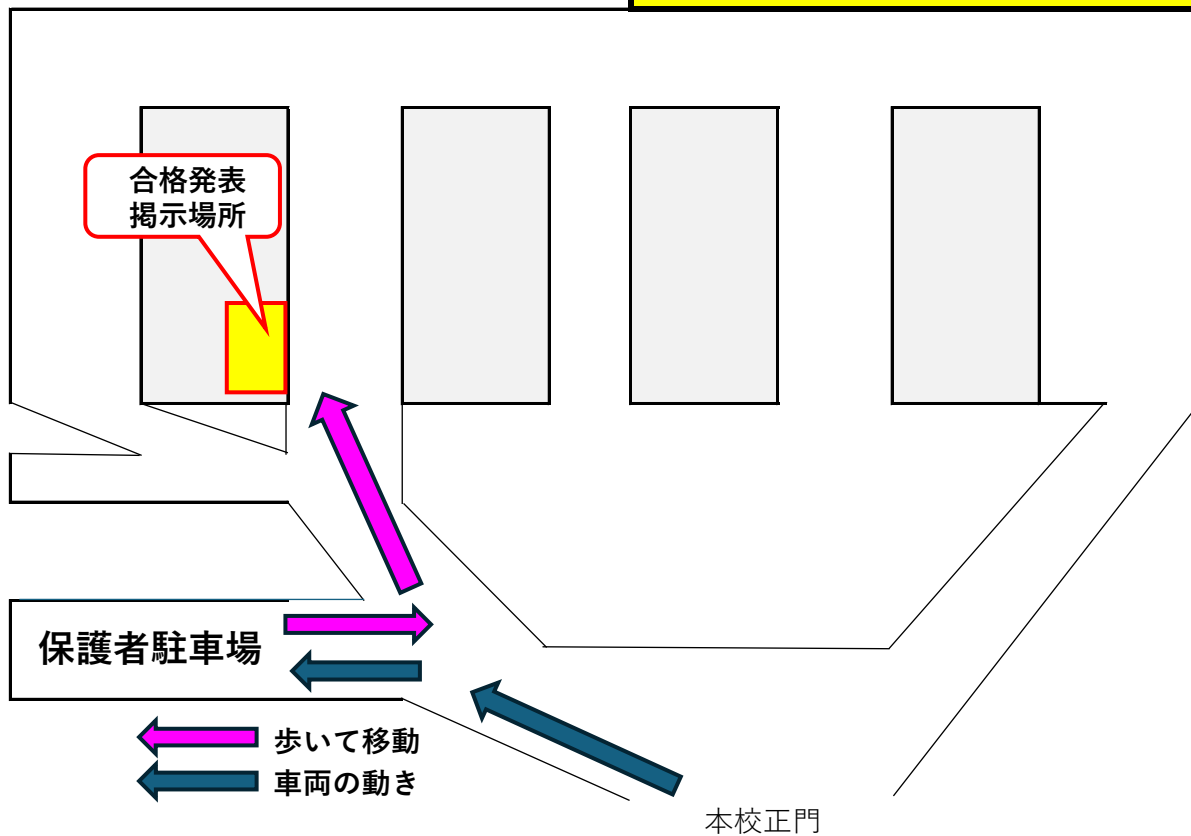 合格発表
掲示場所
保護者駐車場
歩いて移動
車両の動き
本校正門